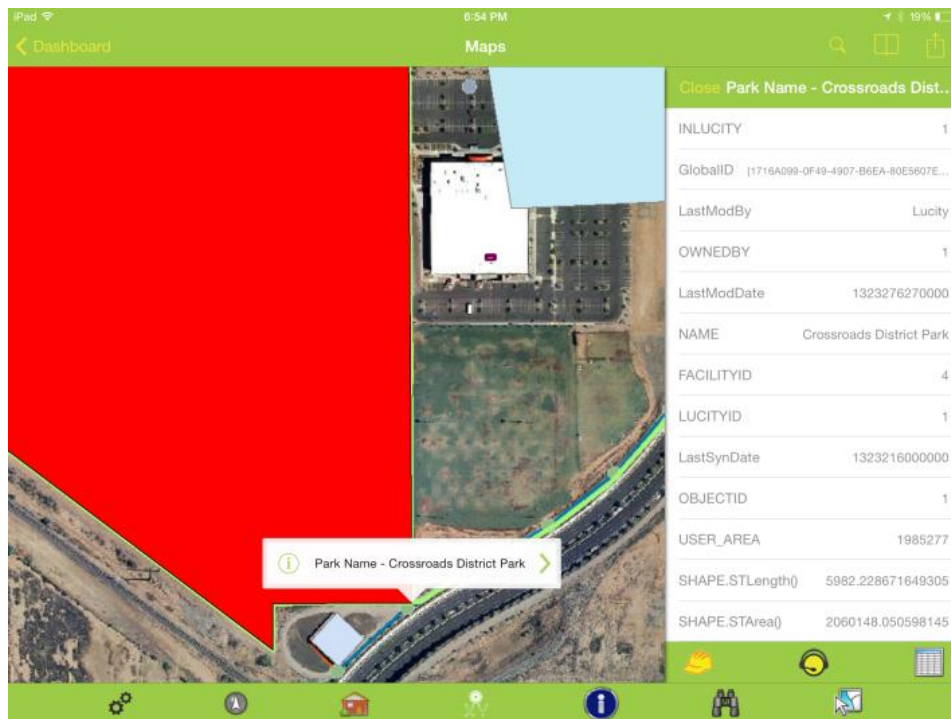 iPad
6:54 PM
19%
Dashboard
Maps
Close Park Name - Crossroads Dist..
INLUCITY 1
GlobalID {1716A099-0F49-4907-B6EA-80E5607E...
LastModBy Lucity
OWNEDBY 1
LastModDate 1323276270000
NAME Crossroads District Park
FACILITYID 4
LUCITYID 1
LastSynDate 1323216000000
OBJECTID 1
USER_AREA 1985277
SHAPE.STLength() 5982.228671649305
SHAPE.STArea() 2060148.050598145
Park Name - Crossroads District Park